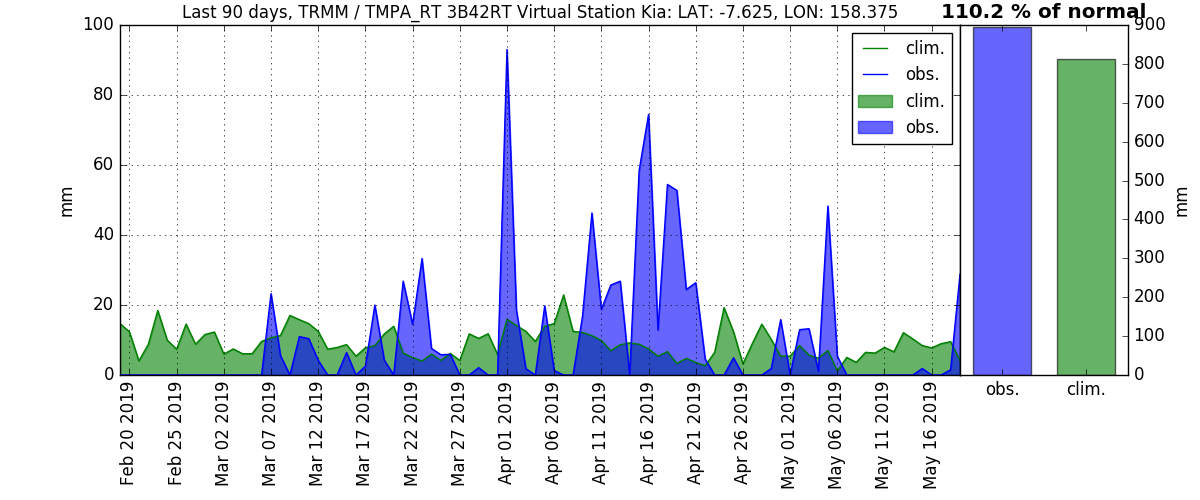 Last 90 days, TRMM / TMPA_RT 3B42RT Virtual Station Kia: LAT: -7.625, LON: 158.375
110.2 % of normal
100
80
60
40
20
0
mm
clim.
obs.
clim.
obs.
900
800
700
600
500
400
300
200
100
0
mm
obs.
clim.
Feb 20 2019
Feb 25 2019
Mar 02 2019
Mar 07 2019
Mar 12 2019
Mar 17 2019
Mar 22 2019
Mar 27 2019
Apr 01 2019
Apr 06 2019
Apr 11 2019
Apr 16 2019
Apr 21 2019
Apr 26 2019
May 01 2019
May 06 2019
May 11 2019
May 16 2019